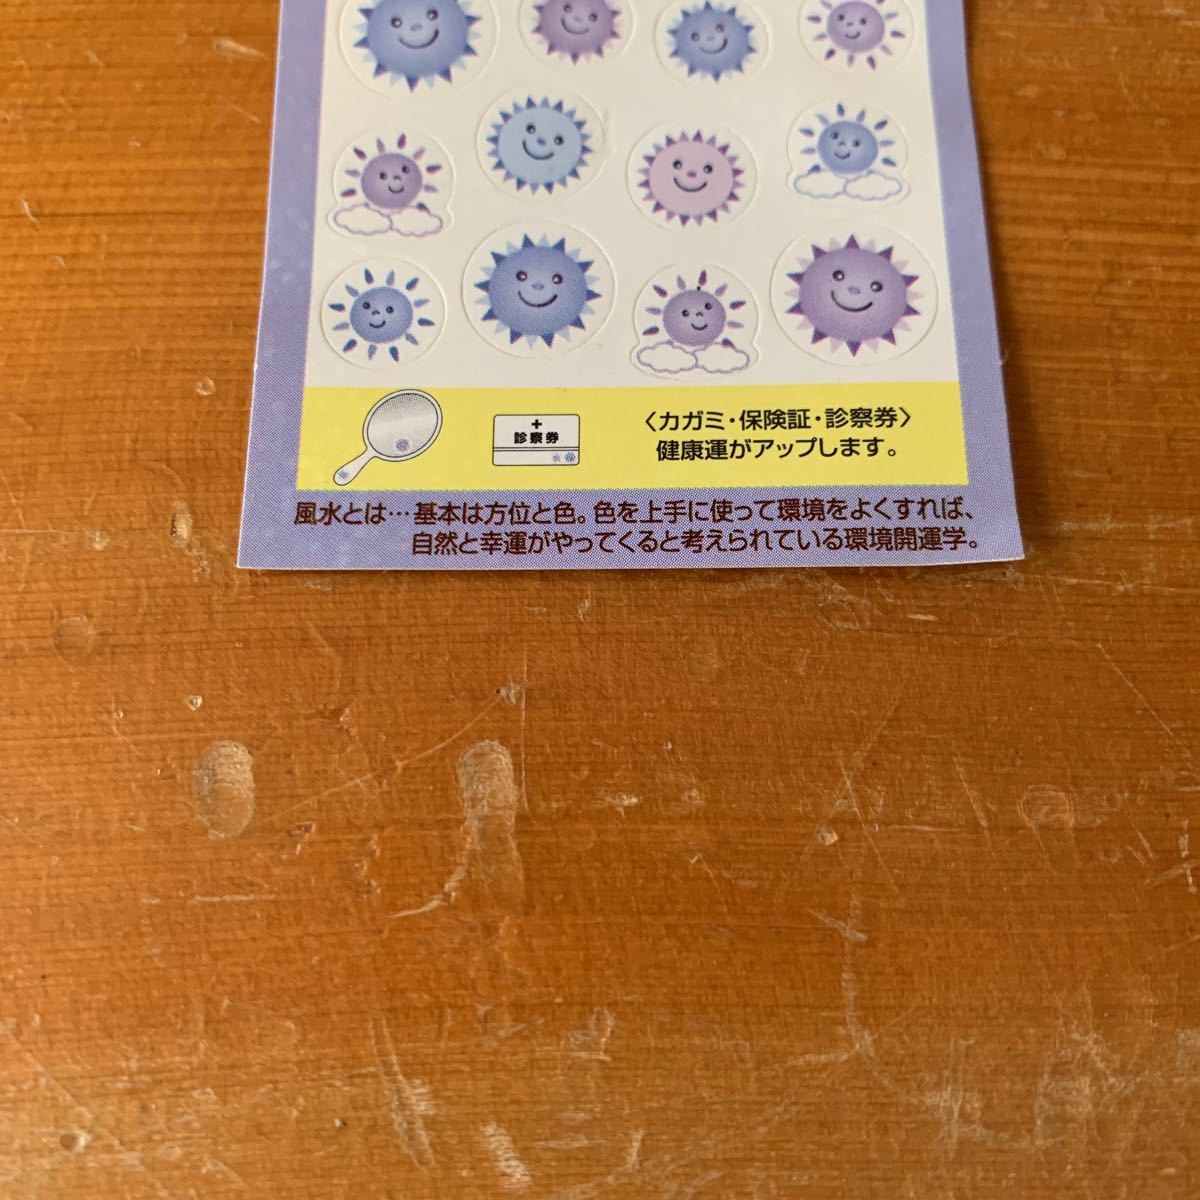 +
診察券
〈カガミ・保険証・診察券〉
健康運がアップします。
風水とは…基本は方位と色。色を上手に使って環境をよくすれば、
自然と幸運がやってくると考えられている環境開運学。